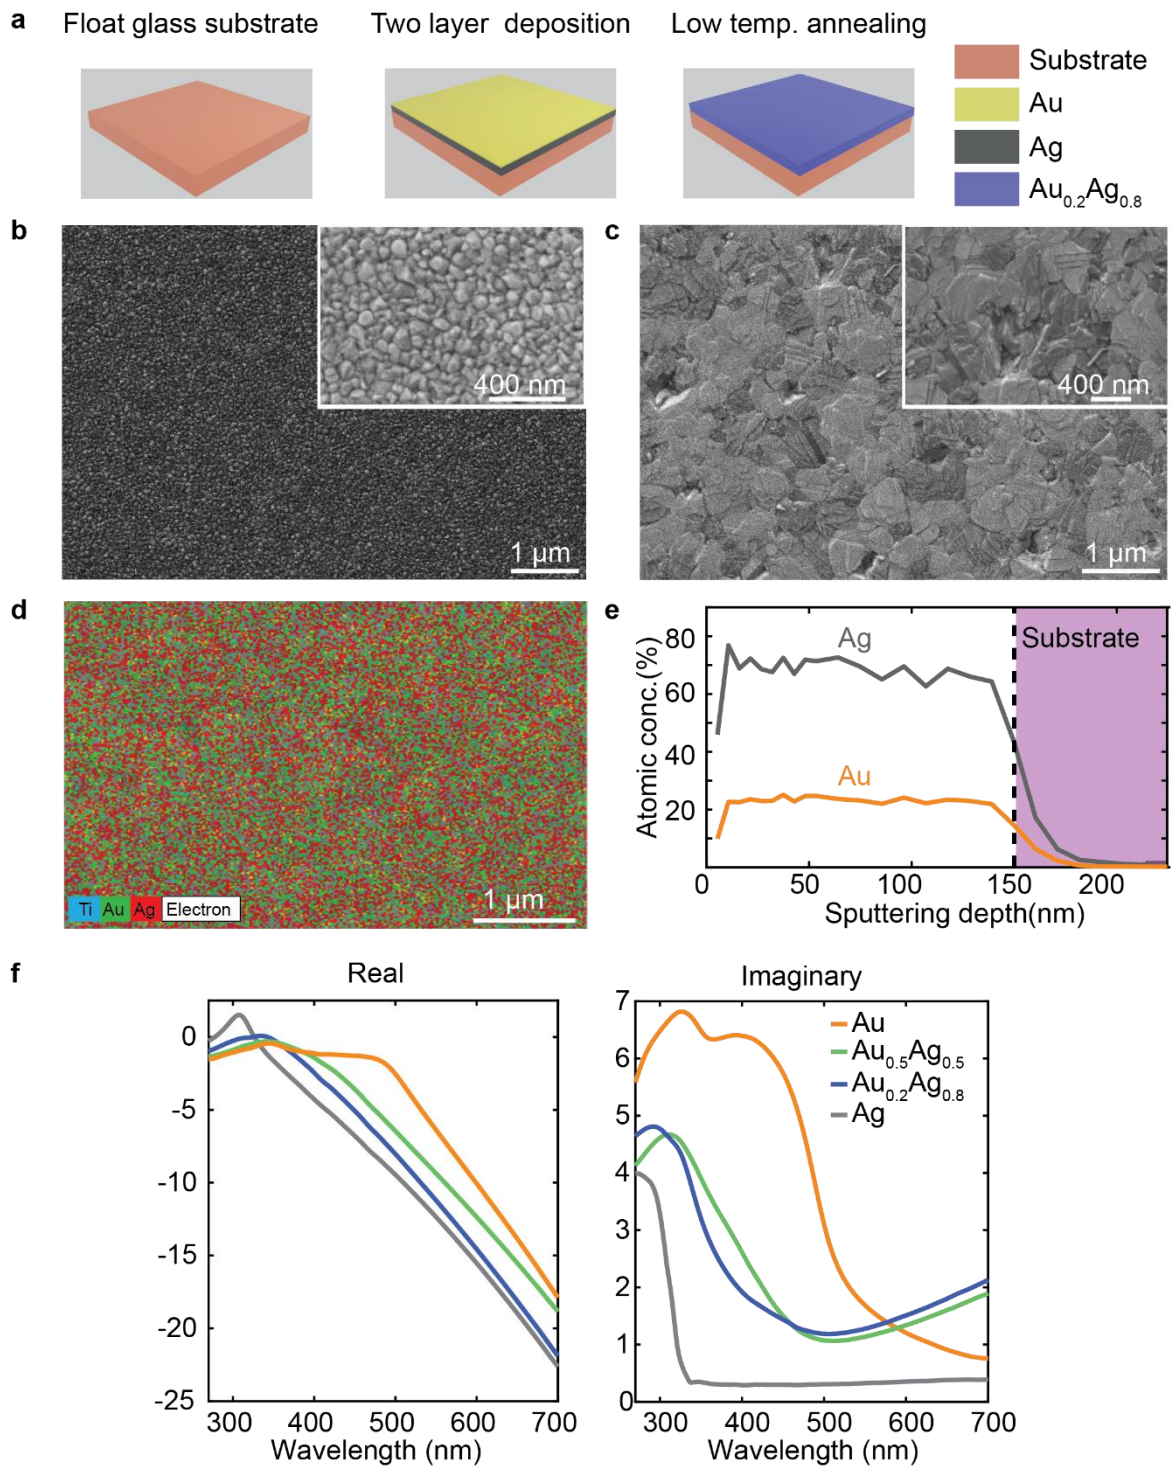 a Float glass substrate Two layer deposition Low temp. annealing
Substrate
Au
Ag
Au0.2Ag0.8
b
400 nm
1 μm
c
400 nm
1 μm
d
Ti Au Ag Electron
1 μm
e
Ag
Au
Substrate
Atomic conc.(%)
80
60
40
20
0 50 100 150 200
Sputtering depth(nm)
f
Real
0
-5
-10
-15
-20
-25
300 400 500 600 700
Wavelength (nm)
Imaginary
7
6
5
4
3
2
1
0
Au
Au0.5Ag0.5
Au0.2Ag0.8
Ag
300 400 500 600 700
Wavelength (nm)